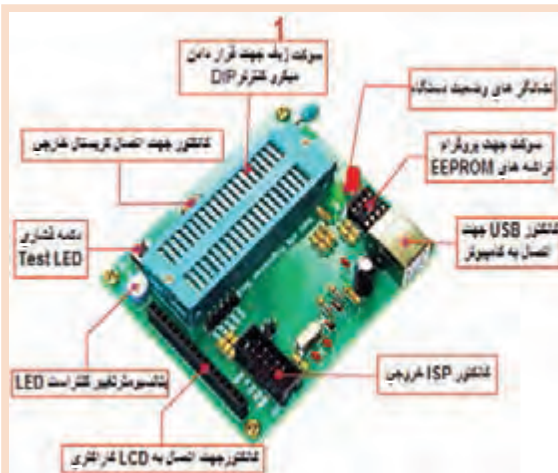 1
سوکت زیف جهت قرار دادن
میکرو کنترلر DIP
نشانگر های وضعیت دستگاه
کانکتور جهت اتصال کریستال خارجی
سوکت جهت پروگرام
تراشه های EEPROM
دکمه فشاری
Test LED
کانکتور USB جهت
اتصال به کامپیوتر
پتانسیومتر تغییر کنتراست LED
کانکتور ISP خروجی
کانکتور جهت اتصال به LCD کاراکتری